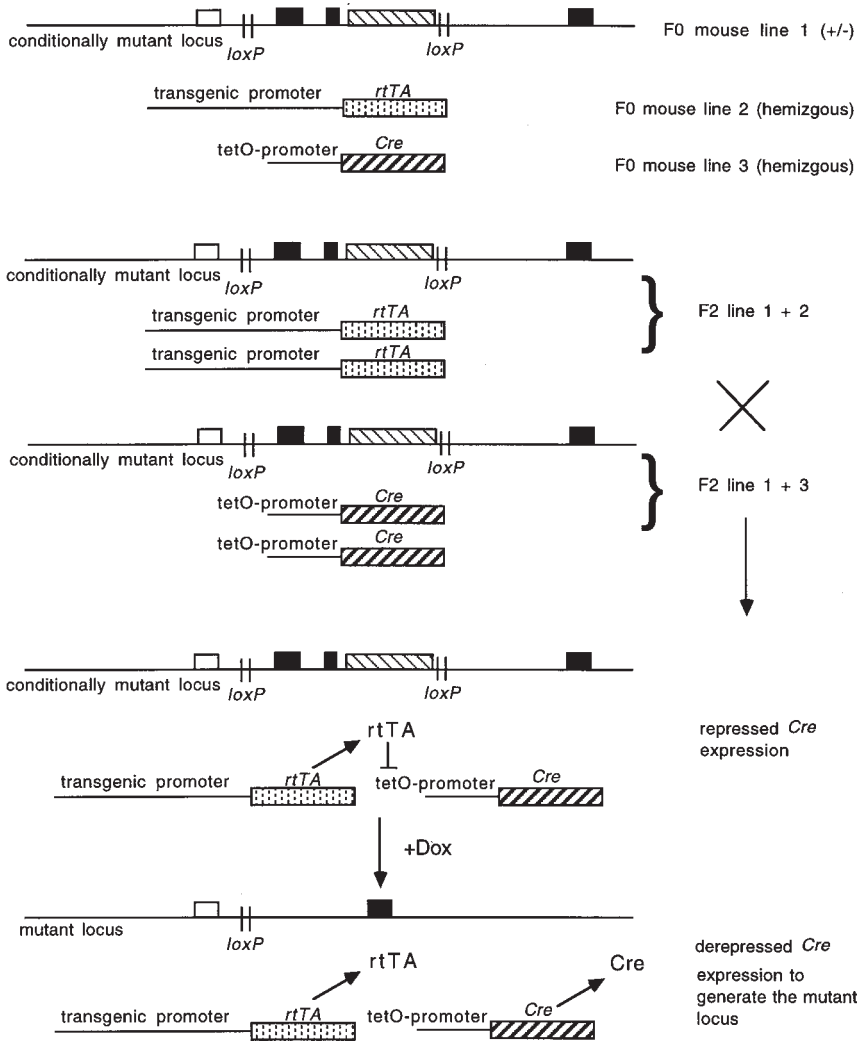 conditionally mutant locus
loxP
loxP
F0 mouse line 1 (+/-)
transgenic promoter
rtTA
F0 mouse line 2 (hemizgous)
tetO-promoter
Cre
F0 mouse line 3 (hemizgous)
conditionally mutant locus
loxP
loxP
transgenic promoter
rtTA
transgenic promoter
rtTA
} F2 line 1 + 2
conditionally mutant locus
loxP
loxP
tetO-promoter
Cre
tetO-promoter
Cre
} F2 line 1 + 3
conditionally mutant locus
loxP
loxP
rtTA
transgenic promoter
rtTA
tetO-promoter
Cre
repressed Cre
expression
+Dox
mutant locus
loxP
rtTA
Cre
transgenic promoter
rtTA
tetO-promoter
Cre
derepressed Cre
expression to
generate the mutant
locus